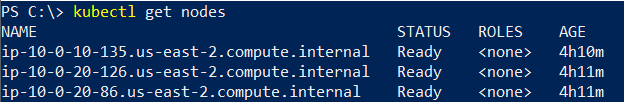 PS C:\> kubectl get nodes
NAME STATUS ROLES AGE
ip-10-0-10-135.us-east-2.compute.internal Ready <none> 4h10m
ip-10-0-20-126.us-east-2.compute.internal Ready <none> 4h11m
ip-10-0-20-86.us-east-2.compute.internal Ready <none> 4h11m